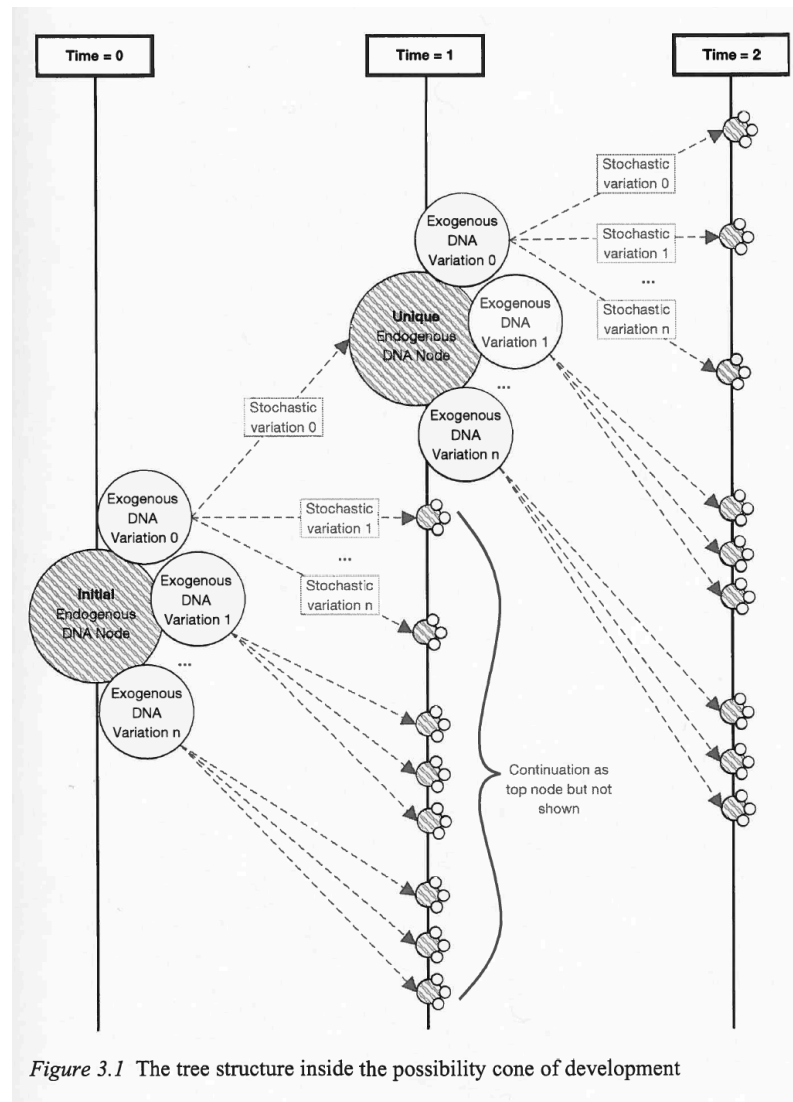 Time = 0
Time = 1
Time = 2
Stochastic
variation 0
Exogenous
DNA
Variation 0
Stochastic
variation 1
...
Exogenous
DNA
Variation 1
Stochastic
variation n
Unique
Endogenous
DNA Node
...
Exogenous
DNA
Variation n
Stochastic
variation 0
Exogenous
DNA
Variation 0
Stochastic
variation 1
...
Exogenous
DNA
Variation 1
Stochastic
variation n
Initial
Endogenous
DNA Node
...
Exogenous
DNA
Variation n
Continuation as
top node but not
shown
Figure 3.1 The tree structure inside the possibility cone of development